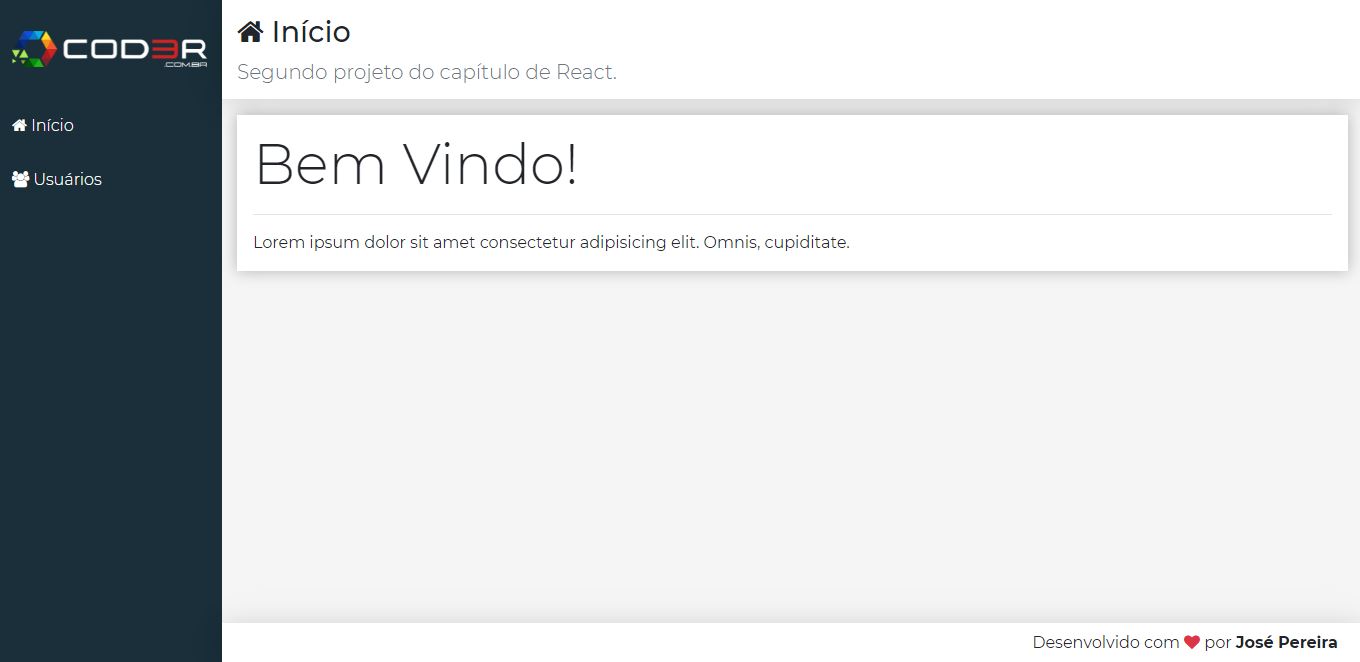 COD3R
.COM.BR
Início
Usuários
Início
Segundo projeto do capítulo de React.
Bem Vindo!
Lorem ipsum dolor sit amet consectetur adipisicing elit. Omnis, cupiditate.
Desenvolvido com ❤ por José Pereira